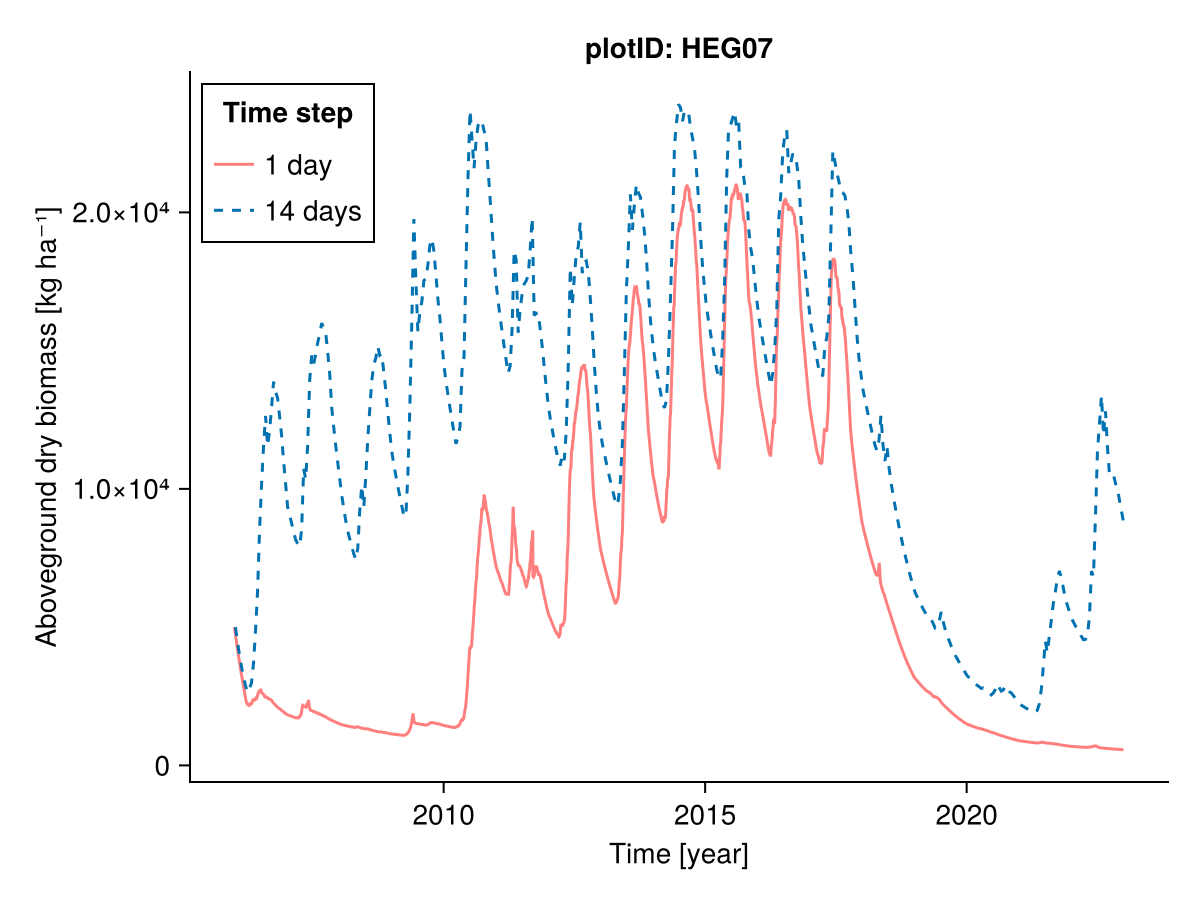 plotID: HEG07
Time step
1 day
14 days
Aboveground dry biomass [kg ha⁻¹]
2.0×10⁴
1.0×10⁴
0
2010
2015
2020
Time [year]